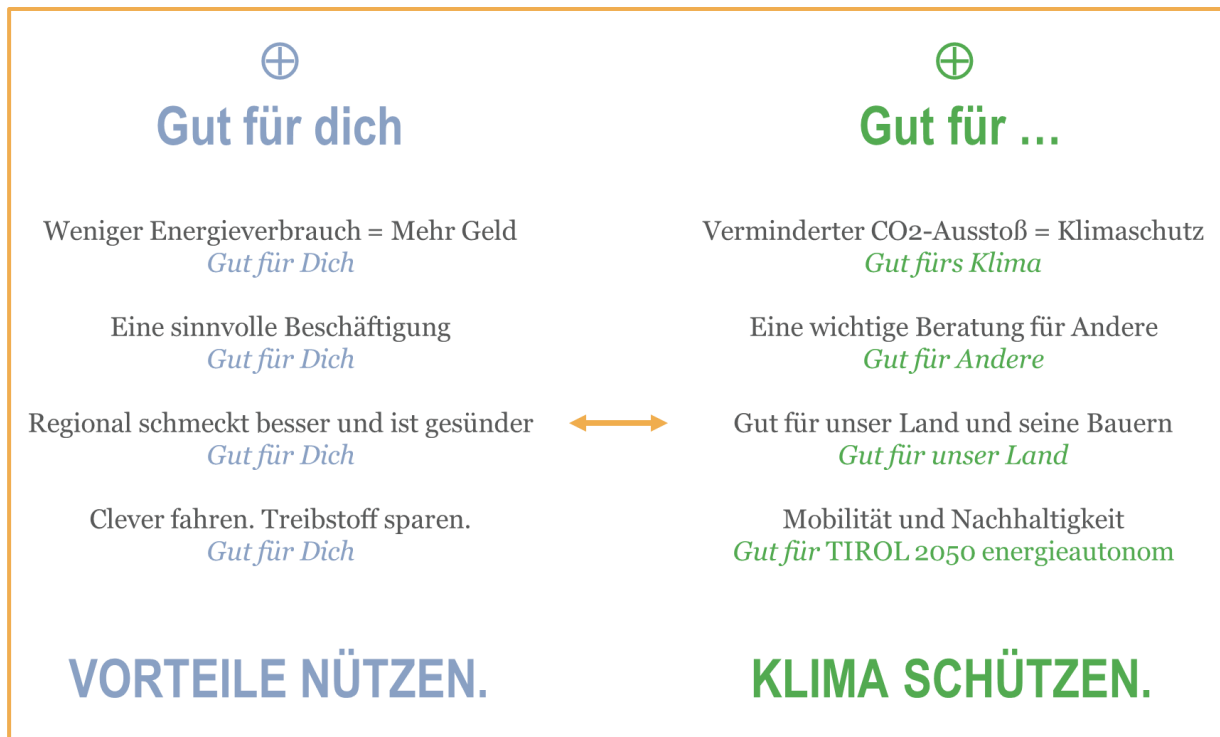 Gut für dich
Weniger Energieverbrauch = Mehr Geld
Gut für Dich
Eine sinnvolle Beschäftigung
Gut für Dich
Regional schmeckt besser und ist gesünder
Gut für Dich
Clever fahren. Treibstoff sparen.
Gut für Dich
VORTEILE NÜTZEN.
Gut für ...
Verminderter CO2-Ausstoß = Klimaschutz
Gut fürs Klima
Eine wichtige Beratung für Andere
Gut für Andere
Gut für unser Land und seine Bauern
Gut für unser Land
Mobilität und Nachhaltigkeit
Gut für TIROL 2050 energieautonom
KLIMA SCHÜTZEN.